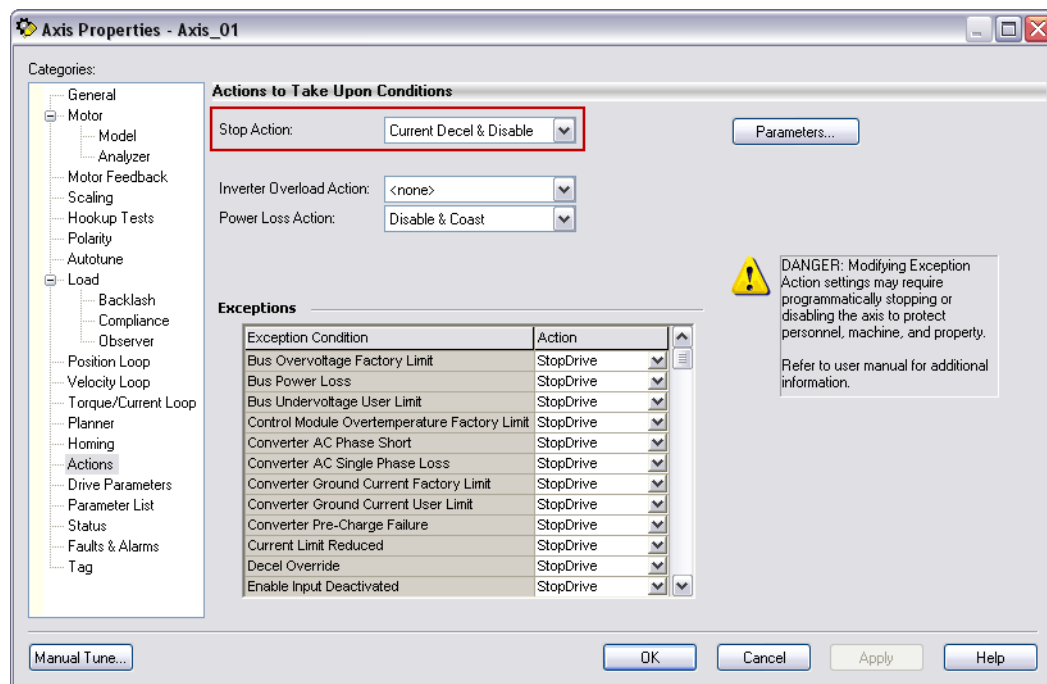 Axis Properties - Axis_01
Categories:
General
Motor
Model
Analyzer
Motor Feedback
Scaling
Hookup Tests
Polarity
Autotune
Load
Backlash
Compliance
Observer
Position Loop
Velocity Loop
Torque/Current Loop
Planner
Homing
Actions
Drive Parameters
Parameter List
Status
Faults & Alarms
Tag
Actions to Take Upon Conditions
Stop Action: Current Decel & Disable
Parameters...
Inverter Overload Action: <none>
Power Loss Action: Disable & Coast
DANGER: Modifying Exception
Action settings may require
programmatically stopping or
disabling the axis to protect
personnel, machine, and property.
Refer to user manual for additional
information.
Exceptions
Exception Condition Action
Bus Overvoltage Factory Limit StopDrive
Bus Power Loss StopDrive
Bus Undervoltage User Limit StopDrive
Control Module Overtemperature Factory Limit StopDrive
Converter AC Phase Short StopDrive
Converter AC Single Phase Loss StopDrive
Converter Ground Current Factory Limit StopDrive
Converter Ground Current User Limit StopDrive
Converter Pre-Charge Failure StopDrive
Current Limit Reduced StopDrive
Decel Override StopDrive
Enable Input Deactivated StopDrive
Manual Tune... OK Cancel Apply Help